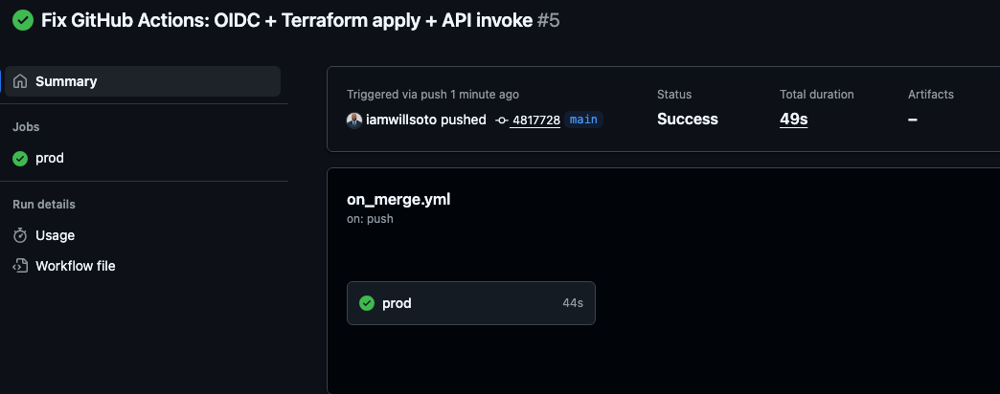 Fix GitHub Actions: OIDC + Terraform apply + API invoke #5
Summary
Jobs
prod
Run details
Usage
Workflow file
Triggered via push 1 minute ago
iamwillsoto pushed 4817728 main
Status
Success
Total duration
49s
Artifacts
–
on_merge.yml
on: push
prod 44s